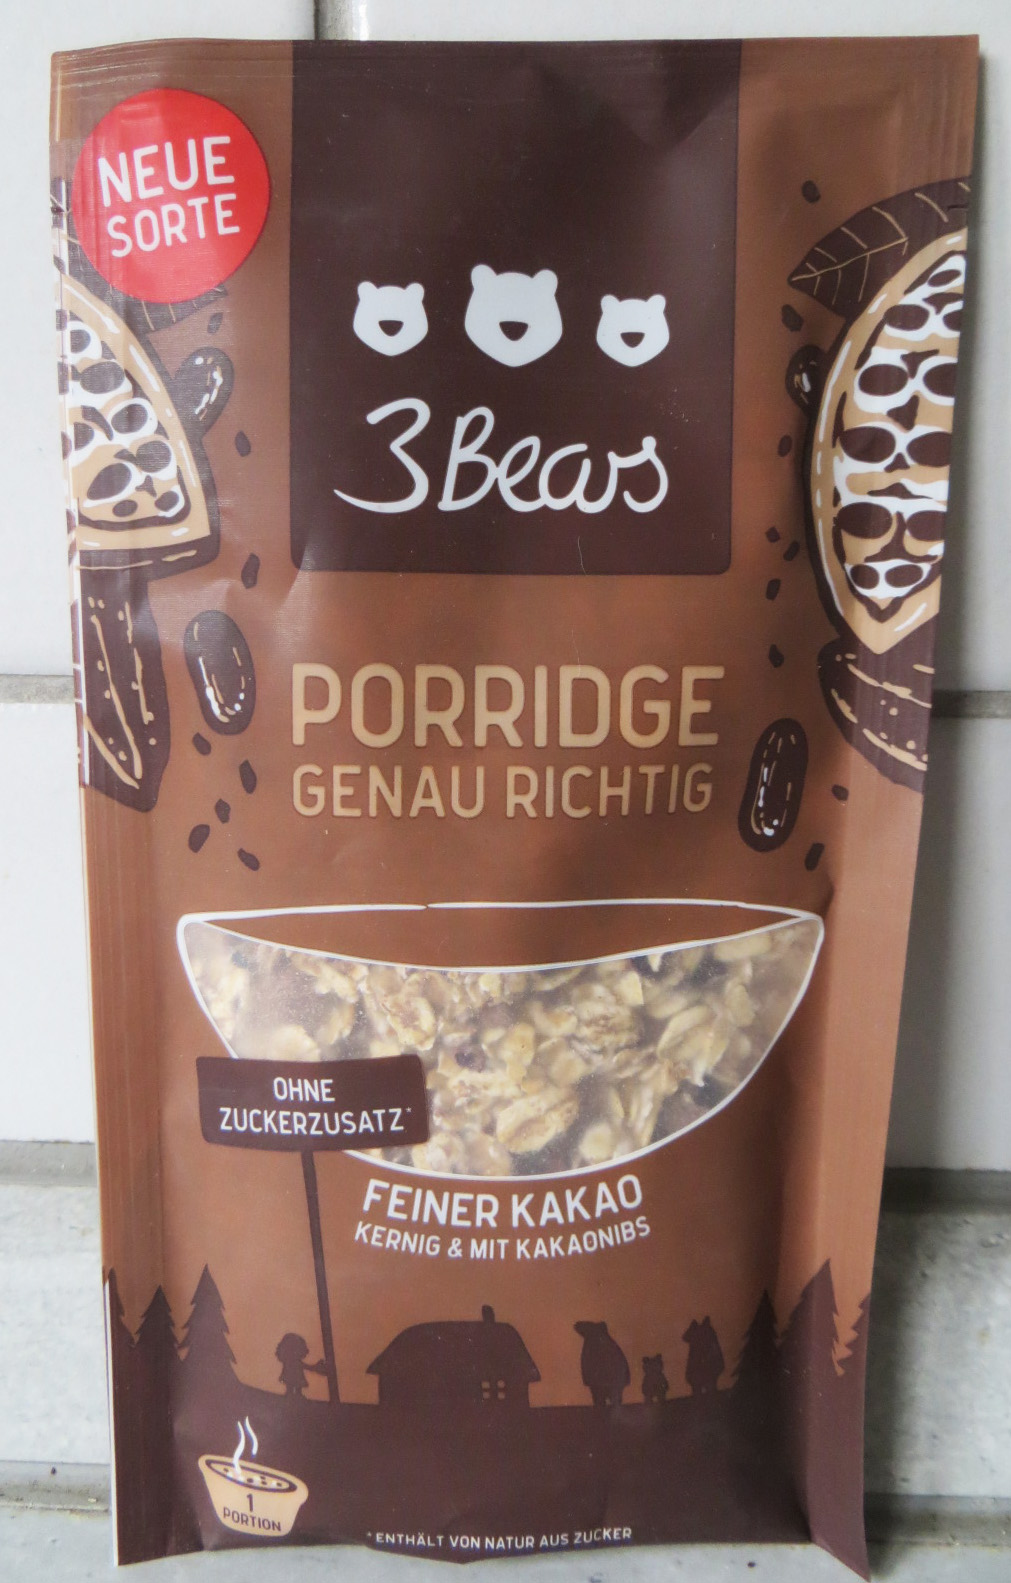 NEUE
SORTE
3Bears
PORRIDGE
GENAU RICHTIG
OHNE
ZUCKERZUSATZ*
FEINER KAKAO
KERNIG & MIT KAKAONIBS
1
PORTION
*ENTHÄLT VON NATUR AUS ZUCKER